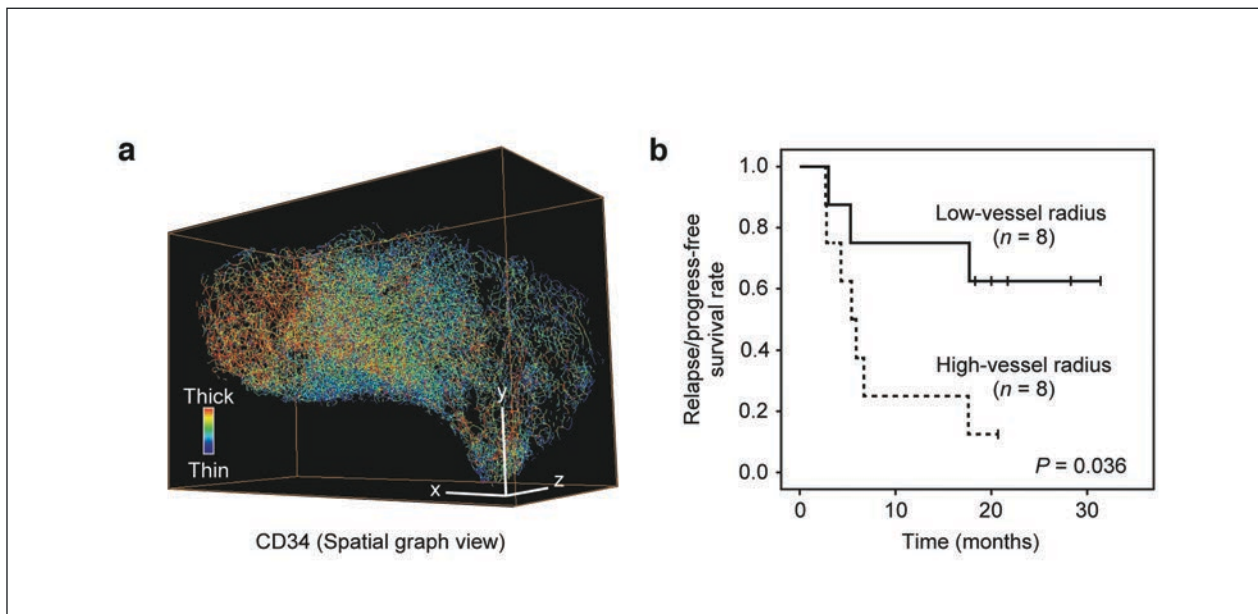 a
Thick
Thin
y
x
z
CD34 (Spatial graph view)
b
Relapse/progress-free
survival rate
1.0
0.8
0.6
0.4
0.2
0.0
Low-vessel radius
(n = 8)
High-vessel radius
(n = 8)
P = 0.036
0
10
20
30
Time (months)